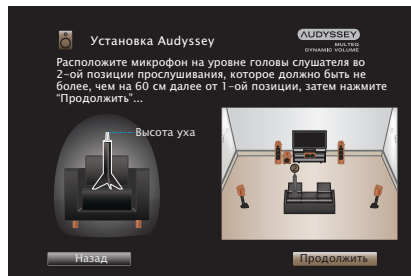 Установка Audyssey
AUDYSSEY
MULTEQ
DYNAMIC VOLUME
Расположите микрофон на уровне головы слушателя во
2-ой позиции прослушивания, которое должно быть не
более, чем на 60 см далее от 1-ой позиции, затем нажмите
"Продолжить"...
Высота уха
Назад
Продолжить